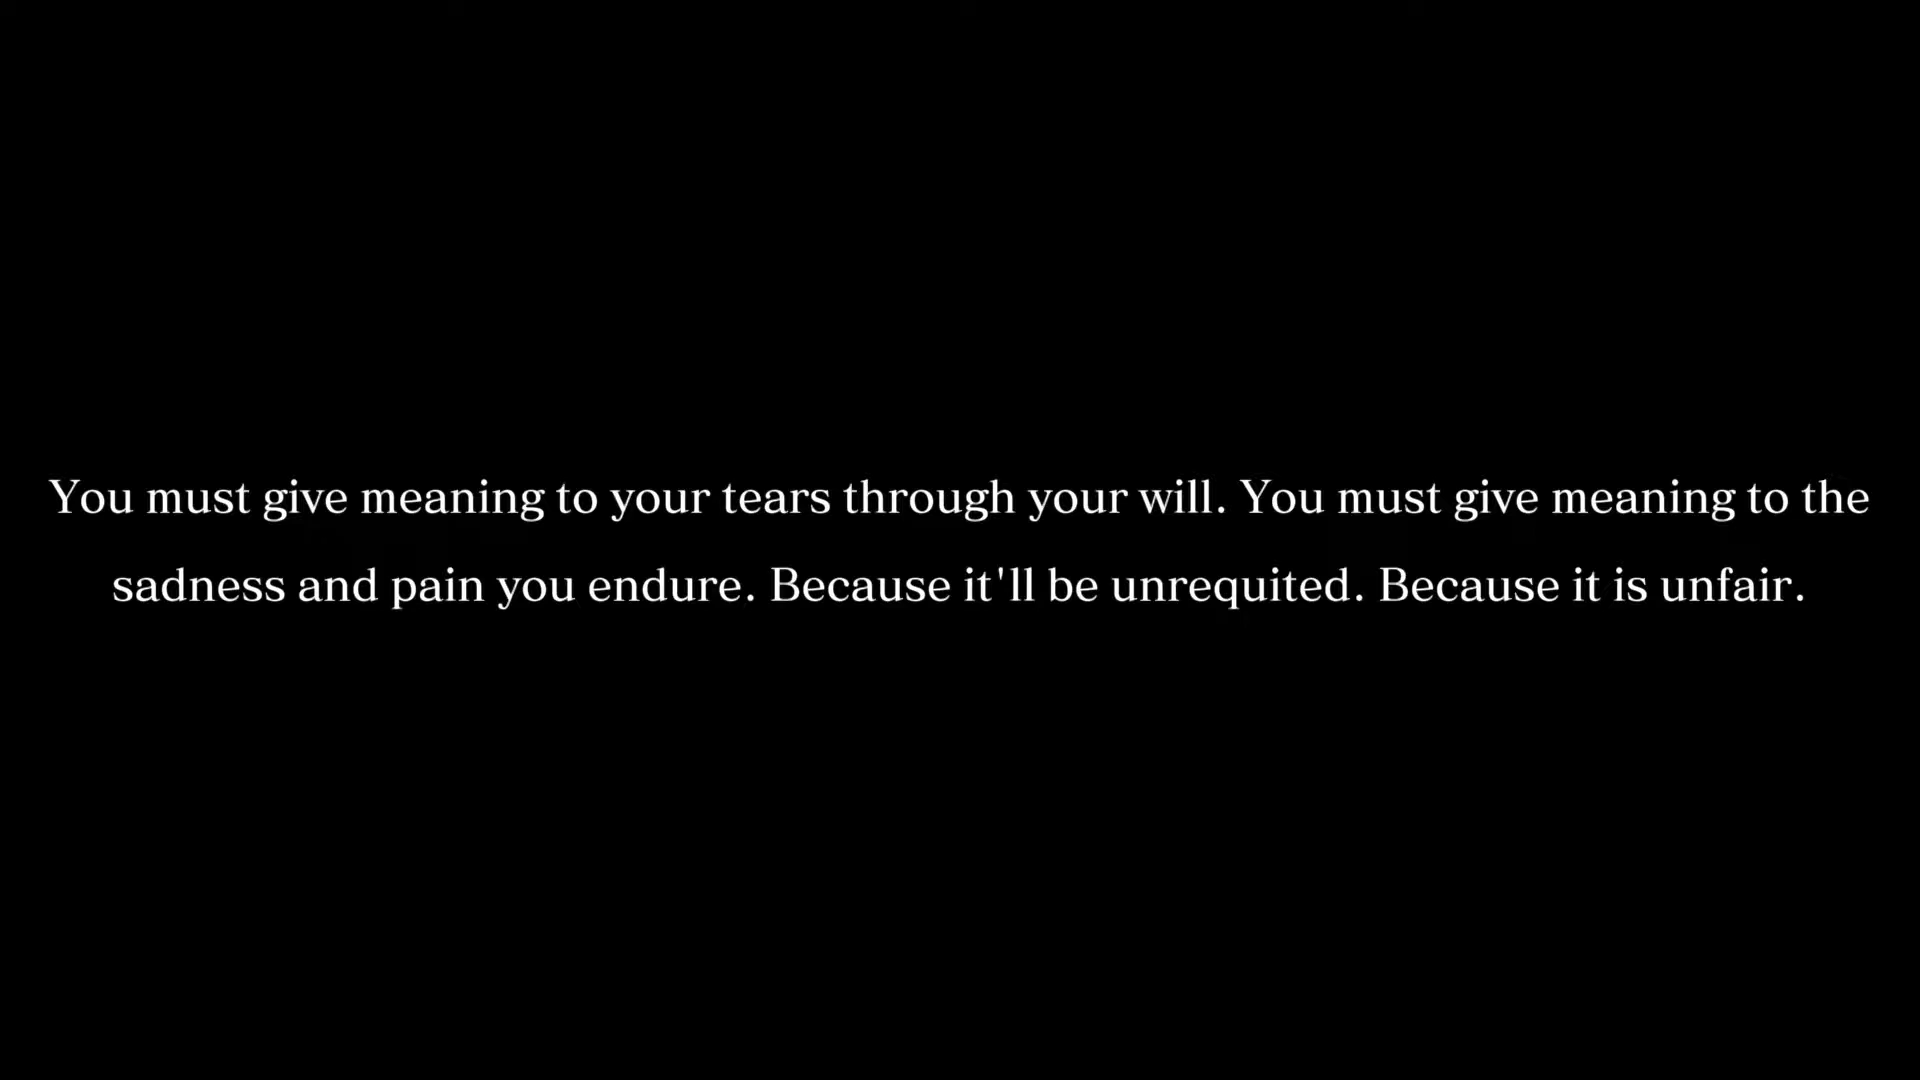 You must give meaning to your tears through your will. You must give meaning to the
sadness and pain you endure. Because it'll be unrequited. Because it is unfair.